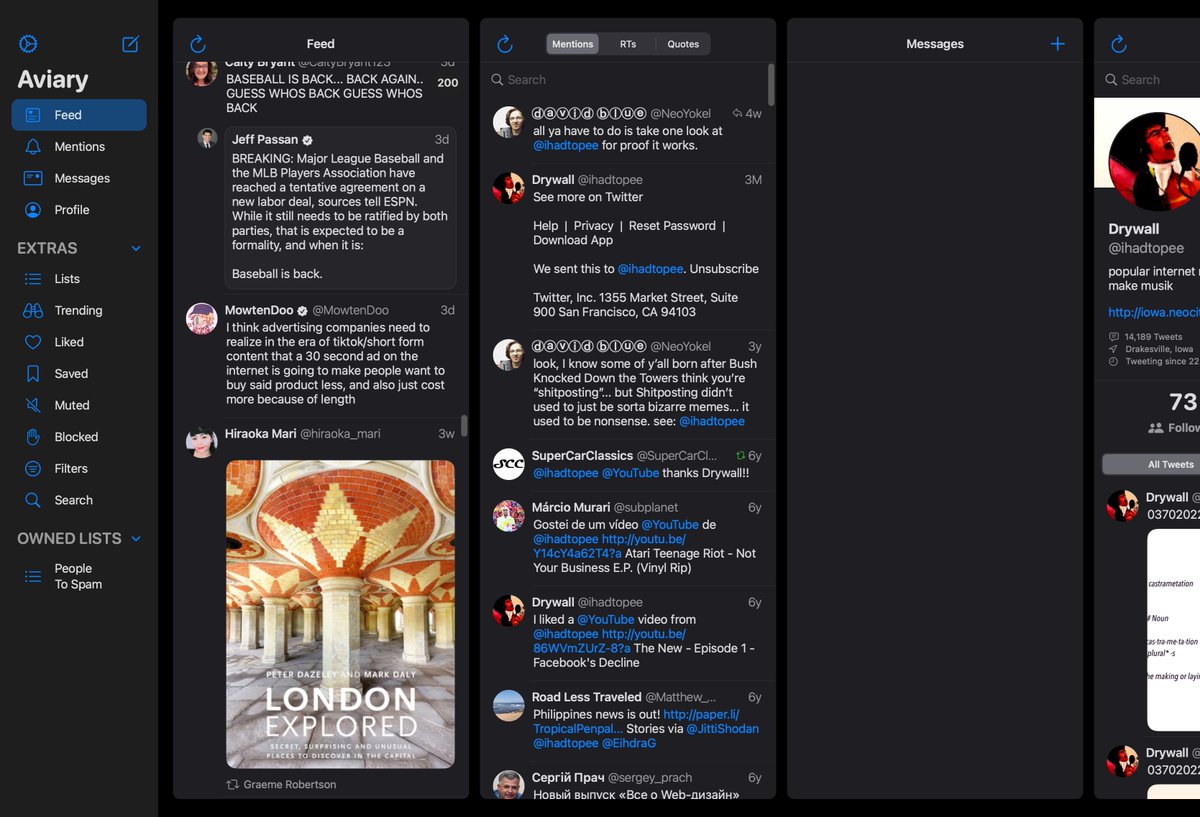 Aviary
Feed
Mentions
Messages
Profile
EXTRAS
Lists
Trending
Liked
Saved
Muted
Blocked
Filters
Search
OWNED LISTS
People
To Spam
Feed
Caity Bryant @CaityBryant123 3d
BASEBALL IS BACK... BACK AGAIN.. 200
GUESS WHOS BACK GUESS WHOS
BACK
Jeff Passan 3d
BREAKING: Major League Baseball and
the MLB Players Association have
reached a tentative agreement on a
new labor deal, sources tell ESPN.
While it still needs to be ratified by both
parties, that is expected to be a
formality, and when it is:
Baseball is back.
MowtenDoo @MowtenDoo 3d
I think advertising companies need to
realize in the era of tiktok/short form
content that a 30 second ad on the
internet is going to make people want to
buy said product less, and also just cost
more because of length
Hiraoka Mari @hiraoka_mari 3w
PETER DAZELEY AND MARK DALY
LONDON
EXPLORED
SECRET, SURPRISING AND UNUSUAL
PLACES TO DISCOVER IN THE CAPITAL
Graeme Robertson
Mentions RTs Quotes
Search
ⓓⓐⓥⓘⓓ ⓑⓛⓤⓔ @NeoYokel 4w
all ya have to do is take one look at
@ihadtopee for proof it works.
Drywall @ihadtopee 3M
See more on Twitter
Help | Privacy | Reset Password |
Download App
We sent this to @ihadtopee. Unsubscribe
Twitter, Inc. 1355 Market Street, Suite
900 San Francisco, CA 94103
ⓓⓐⓥⓘⓓ ⓑⓛⓤⓔ @NeoYokel 3y
look, I know some of y'all born after Bush
Knocked Down the Towers think you're
“shitposting”... but Shitposting didn't
used to just be sorta bizarre memes... it
used to be nonsense. see: @ihadtopee
SCC
SuperCarClassics @SuperCarCl... 6y
@ihadtopee @YouTube thanks Drywall!!
Márcio Murari @subplanet 6y
Gostei de um vídeo @YouTube de
@ihadtopee http://youtu.be/
Y14cY4a62T4?a Atari Teenage Riot - Not
Your Business E.P. (Vinyl Rip)
Drywall @ihadtopee 6y
I liked a @YouTube video from
@ihadtopee http://youtu.be/
86WVmZUrZ-8?a The New - Episode 1 -
Facebook's Decline
Road Less Traveled @Matthew_... 6y
Philippines news is out! http://paper.li/
TropicalPenpal... Stories via @JittiShodan
@ihadtopee @EihdraG
Сергій Прач @sergey_prach 6y
Новый выпуск «Все о Web-дизайн»
Messages
Search
Drywall
@ihadtopee
popular internet
make musik
http://iowa.neocit
14,189 Tweets
Drakesville, Iowa
Tweeting since 22
73
Follow
All Tweets
Drywall @
03702022
castrametation
# Noun
cas·tra·me·ta·tion
plural* -s
he making or layin
Drywall @
03702022